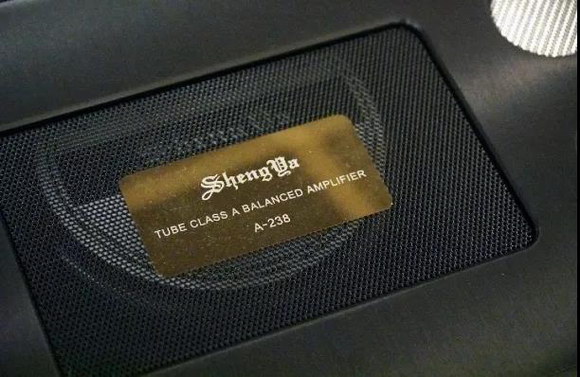 ShengYa
TUBE CLASS A BALANCED AMPLIFIER
A-238